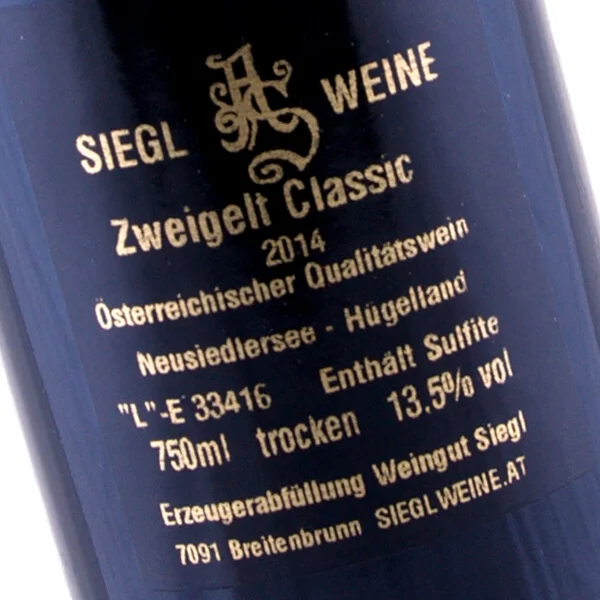 SIEGL AS WEINE
Zweigelt Classic
2014
Österreichischer Qualitätswein
Neusiedlersee - Hügelland
"L"-E 33416 Enthält Sulfite
750ml trocken 13.5% vol
Erzeugerabfüllung Weingut Siegl
7091 Breitenbrunn SIEGLWEINE.AT